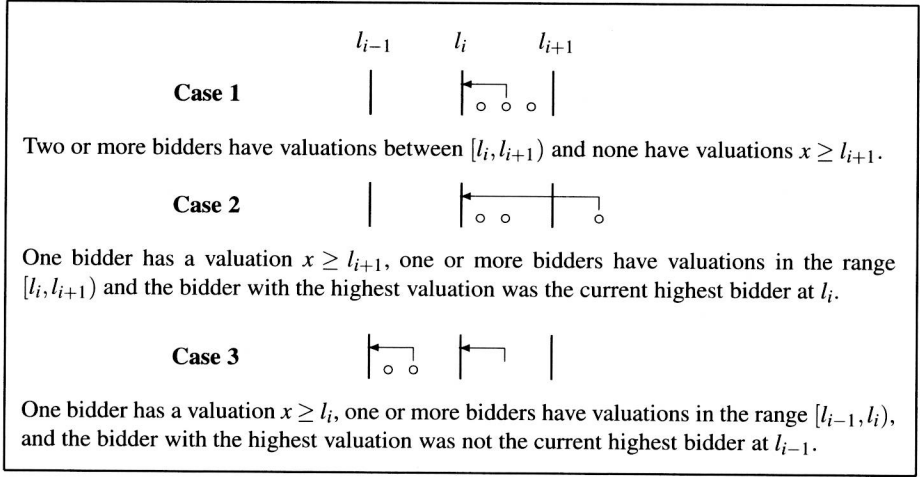 l_{i−1} l_i l_{i+1}
Case 1
Two or more bidders have valuations between [l_i, l_{i+1}) and none have valuations x ≥ l_{i+1}.
Case 2
One bidder has a valuation x ≥ l_{i+1}, one or more bidders have valuations in the range
[l_i, l_{i+1}) and the bidder with the highest valuation was the current highest bidder at l_i.
Case 3
One bidder has a valuation x ≥ l_i, one or more bidders have valuations in the range [l_{i−1}, l_i),
and the bidder with the highest valuation was not the current highest bidder at l_{i−1}.